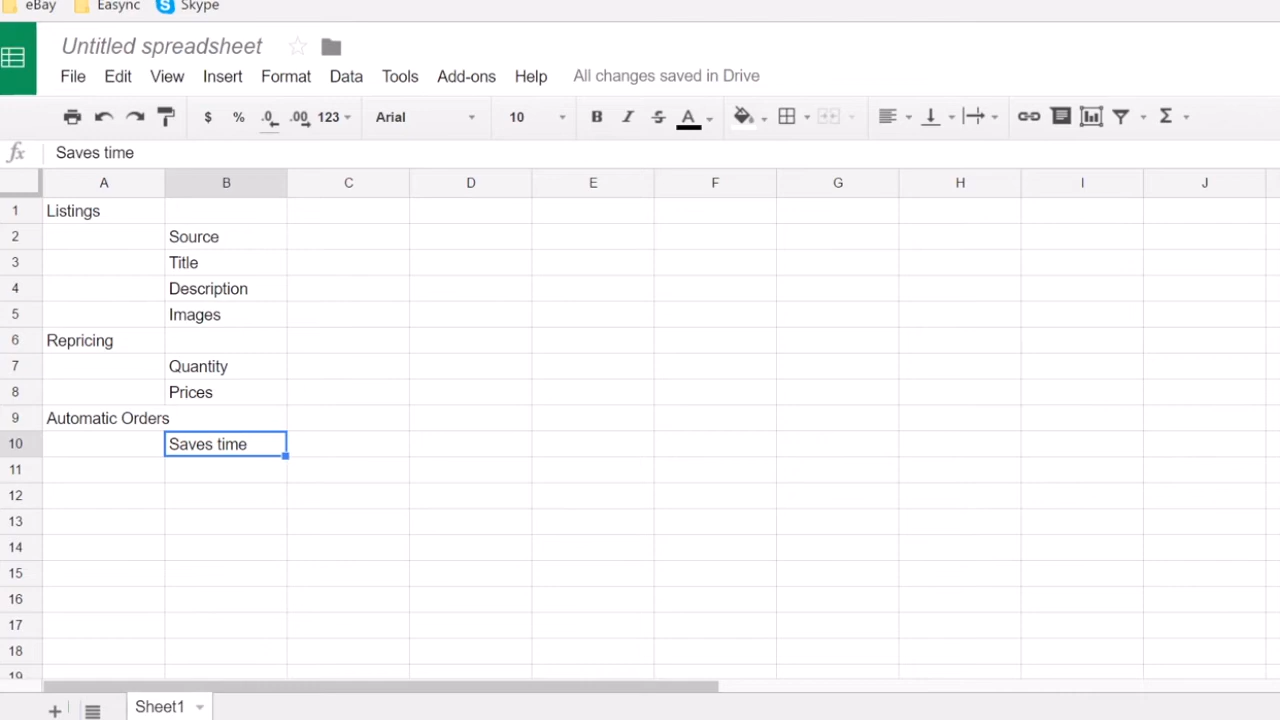 eBay Easync Skype
Untitled spreadsheet
File Edit View Insert Format Data Tools Add-ons Help All changes saved in Drive
$ % .0 .00 123 Arial 10 B I S A Σ
fx Saves time
A B C D E F G H I J
1 Listings
2 Source
3 Title
4 Description
5 Images
6 Repricing
7 Quantity
8 Prices
9 Automatic Orders
10 Saves time
11
12
13
14
15
16
17
18
19
+ Sheet1